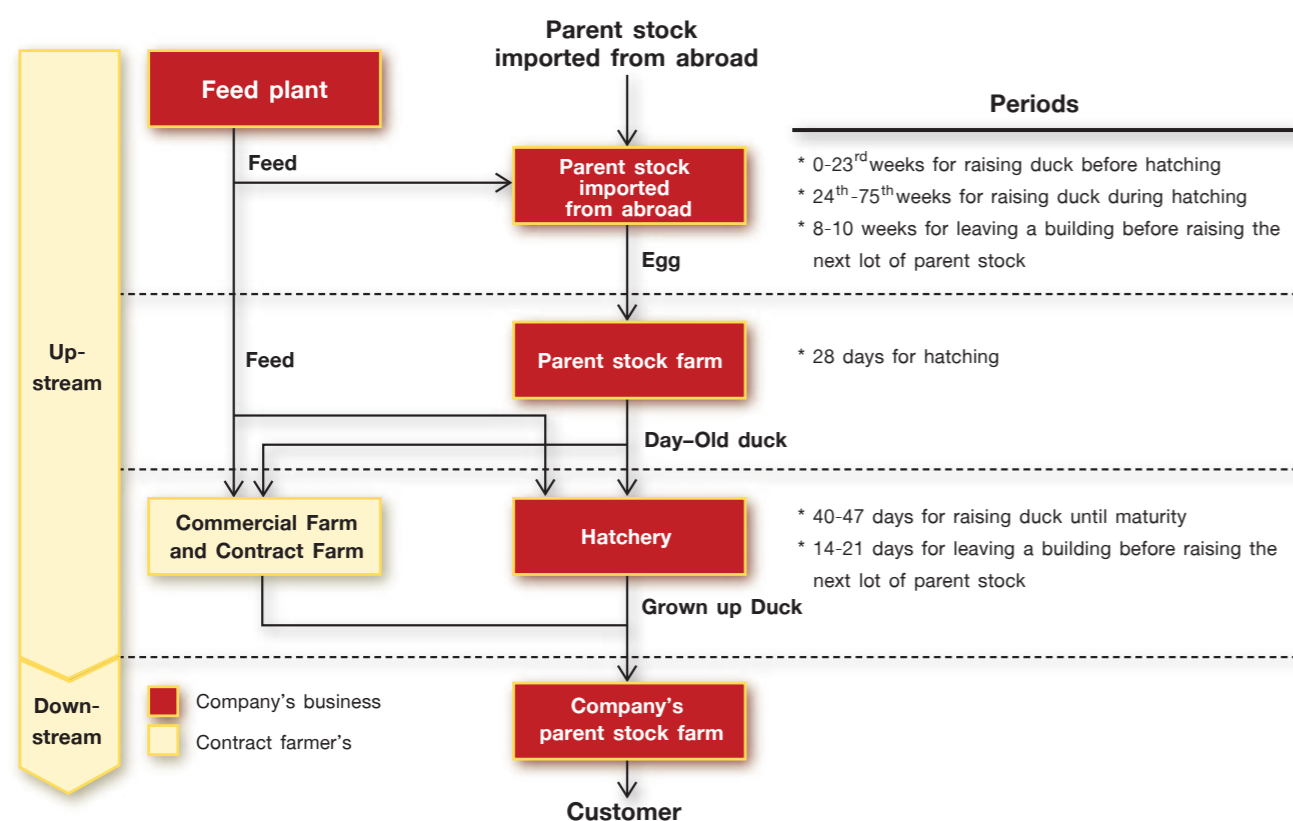 Parent stock
imported from abroad
Feed plant
Periods
Feed
Parent stock
imported
from abroad
* 0-23rd weeks for raising duck before hatching
* 24th-75th weeks for raising duck during hatching
* 8-10 weeks for leaving a building before raising the
next lot of parent stock
Egg
Up-
stream
Feed
Parent stock farm
* 28 days for hatching
Day–Old duck
Commercial Farm
and Contract Farm
Hatchery
* 40-47 days for raising duck until maturity
* 14-21 days for leaving a building before raising the
next lot of parent stock
Grown up Duck
Down-
stream
Company's business
Contract farmer's
Company's
parent stock farm
Customer